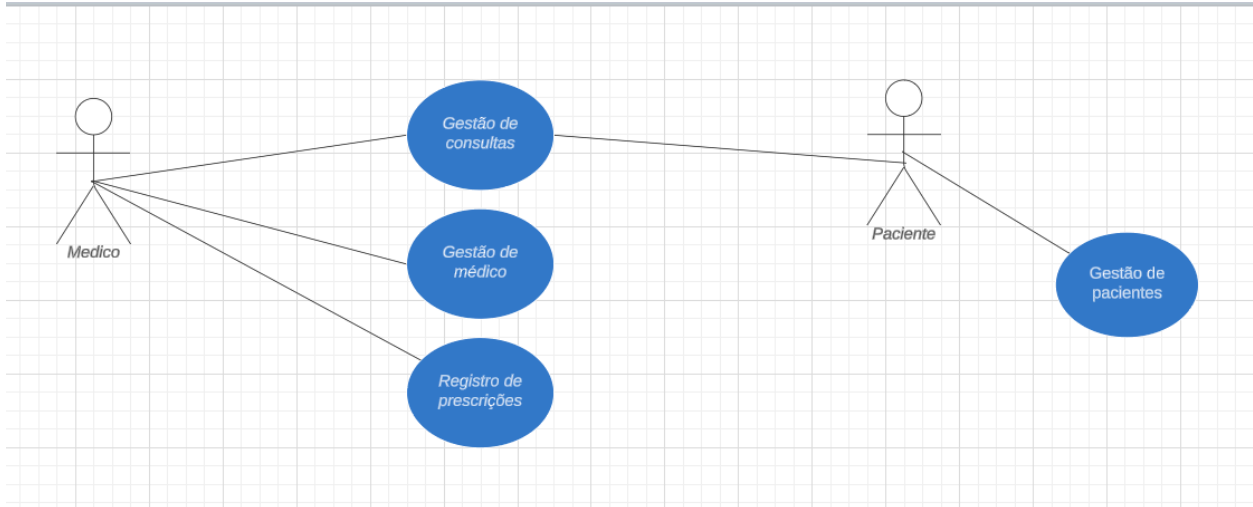 Gestão de
consultas
Gestão de
médico
Registro de
prescrições
Medico
Paciente
Gestão de
pacientes